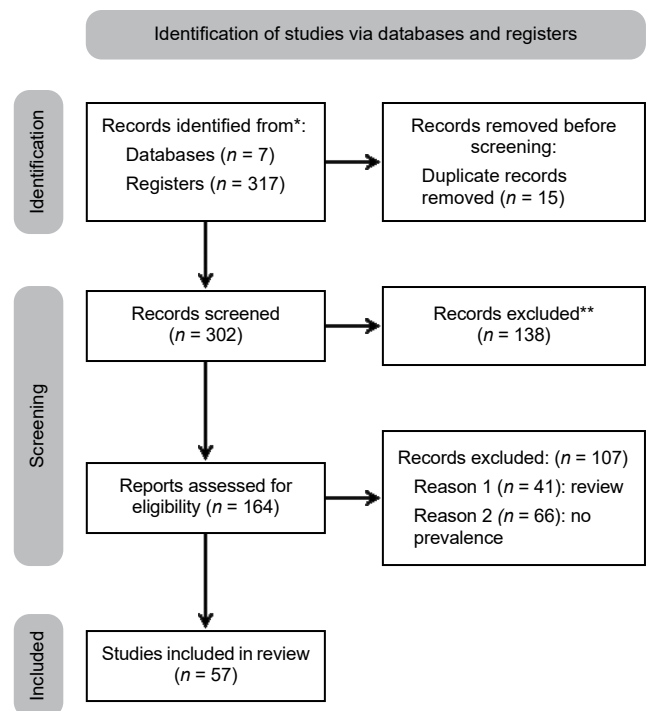 Identification of studies via databases and registers
Identification
Records identified from*:
Databases (n = 7)
Registers (n = 317)
Records removed before
screening:
Duplicate records
removed (n = 15)
Screening
Records screened
(n = 302)
Records excluded**
(n = 138)
Reports assessed for
eligibility (n = 164)
Records excluded: (n = 107)
Reason 1 (n = 41): review
Reason 2 (n = 66): no
prevalence
Included
Studies included in review
(n = 57)